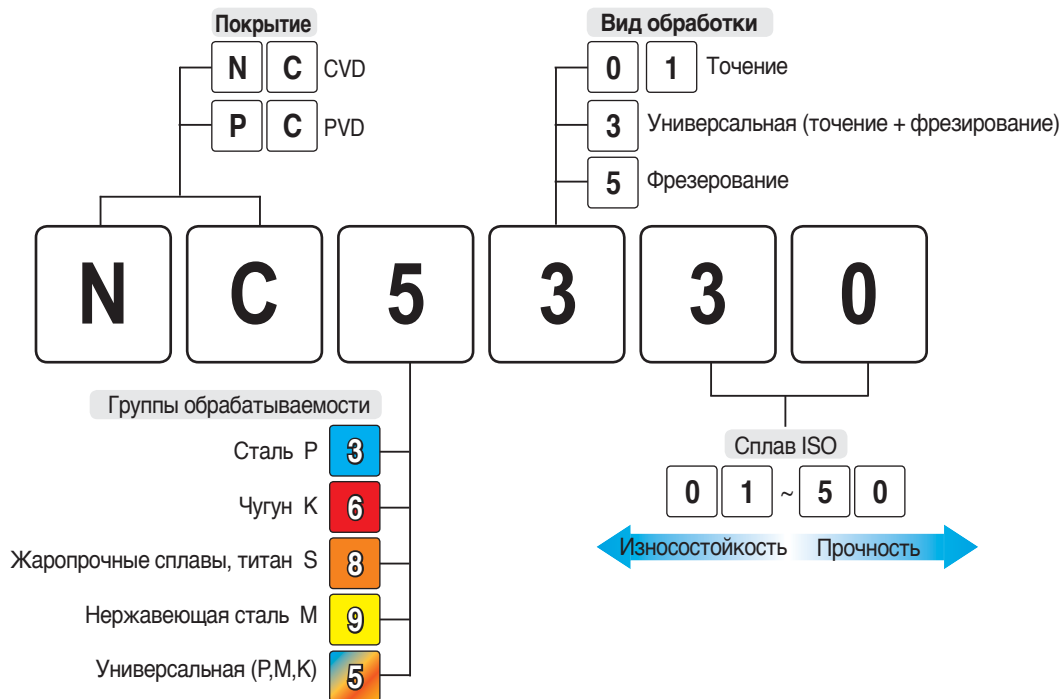 Покрытие
N C CVD
P C PVD
Вид обработки
0 1 Точение
3 Универсальная (точение + фрезирование)
5 Фрезерование
N C 5 3 3 0
Группы обрабатываемости
Сталь P 3
Чугун K 6
Жаропрочные сплавы, титан S 8
Нержавеющая сталь M 9
Универсальная (P,M,K) 5
Сплав ISO
0 1 ~ 5 0
Износостойкость Прочность